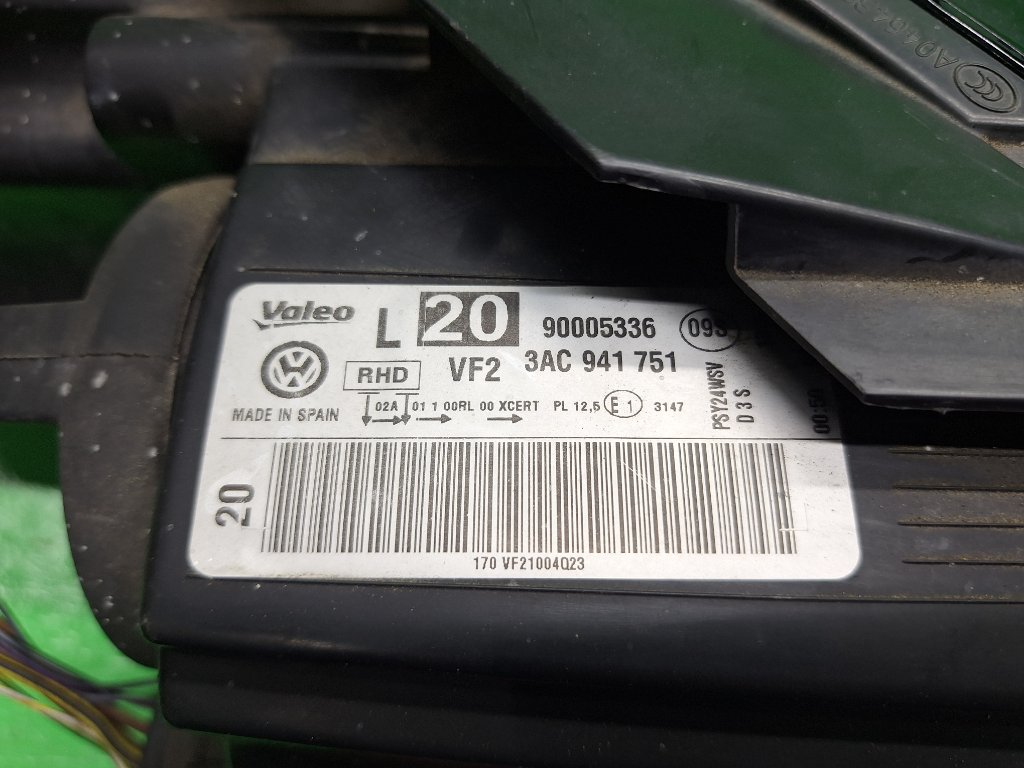 Valeo L 20 90005336
RHD VF2 3AC 941 751
MADE IN SPAIN 02A 01 1 00RL 00 XCERT PL 12,5 E1 3147
PSY24WSV
D3S
20
170 VF21004Q23